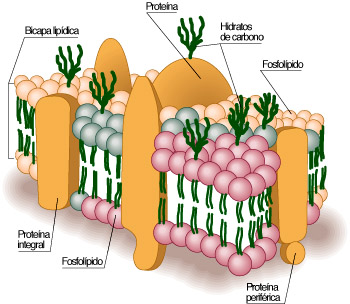 Proteína
Hidratos
de carbono
Bicapa lipídica
Fosfolípido
Proteína
integral
Fosfolípido
Proteína
periférica